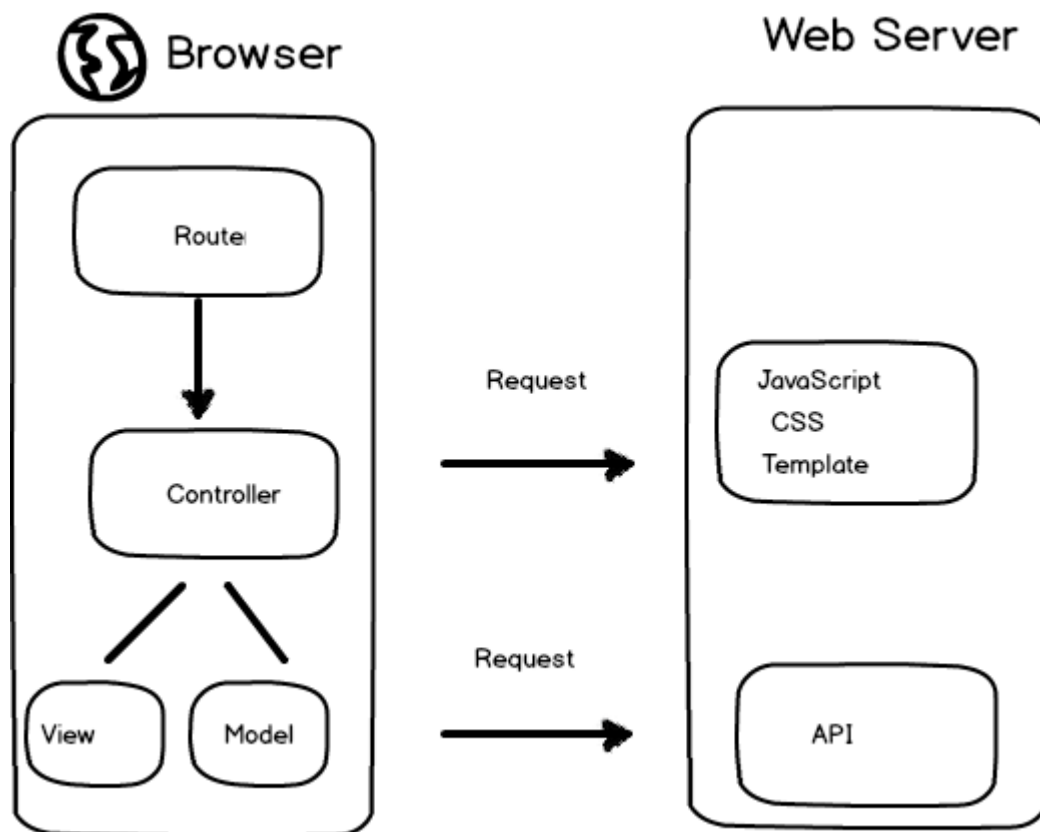 Browser
Web Server
Router
Request
JavaScript
CSS
Template
Controller
Request
View
Model
API